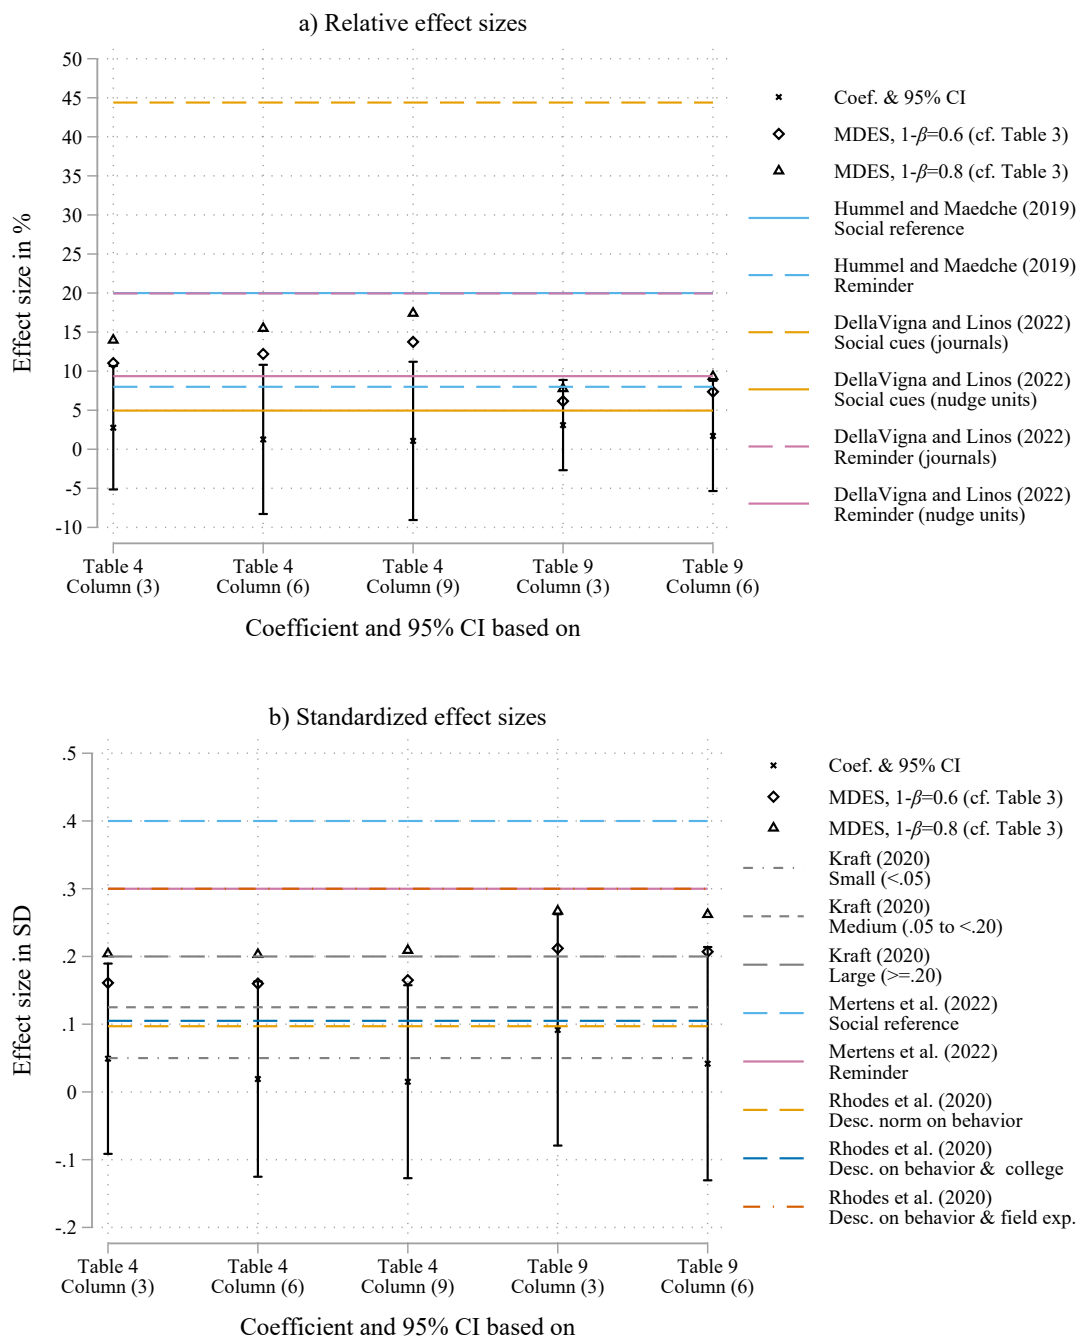 a) Relative effect sizes
50
45
40
35
30
25
20
15
10
5
0
-5
-10
Effect size in %
Table 4
Column (3)
Table 4
Column (6)
Table 4
Column (9)
Table 9
Column (3)
Table 9
Column (6)
Coefficient and 95% CI based on
Coef. & 95% CI
MDES, 1-β=0.6 (cf. Table 3)
MDES, 1-β=0.8 (cf. Table 3)
Hummel and Maedche (2019)
Social reference
Hummel and Maedche (2019)
Reminder
DellaVigna and Linos (2022)
Social cues (journals)
DellaVigna and Linos (2022)
Social cues (nudge units)
DellaVigna and Linos (2022)
Reminder (journals)
DellaVigna and Linos (2022)
Reminder (nudge units)
b) Standardized effect sizes
.5
.4
.3
.2
.1
0
-.1
-.2
Effect size in SD
Table 4
Column (3)
Table 4
Column (6)
Table 4
Column (9)
Table 9
Column (3)
Table 9
Column (6)
Coefficient and 95% CI based on
Coef. & 95% CI
MDES, 1-β=0.6 (cf. Table 3)
MDES, 1-β=0.8 (cf. Table 3)
Kraft (2020)
Small (<.05)
Kraft (2020)
Medium (.05 to <.20)
Kraft (2020)
Large (>=.20)
Mertens et al. (2022)
Social reference
Mertens et al. (2022)
Reminder
Rhodes et al. (2020)
Desc. norm on behavior
Rhodes et al. (2020)
Desc. on behavior & college
Rhodes et al. (2020)
Desc. on behavior & field exp.